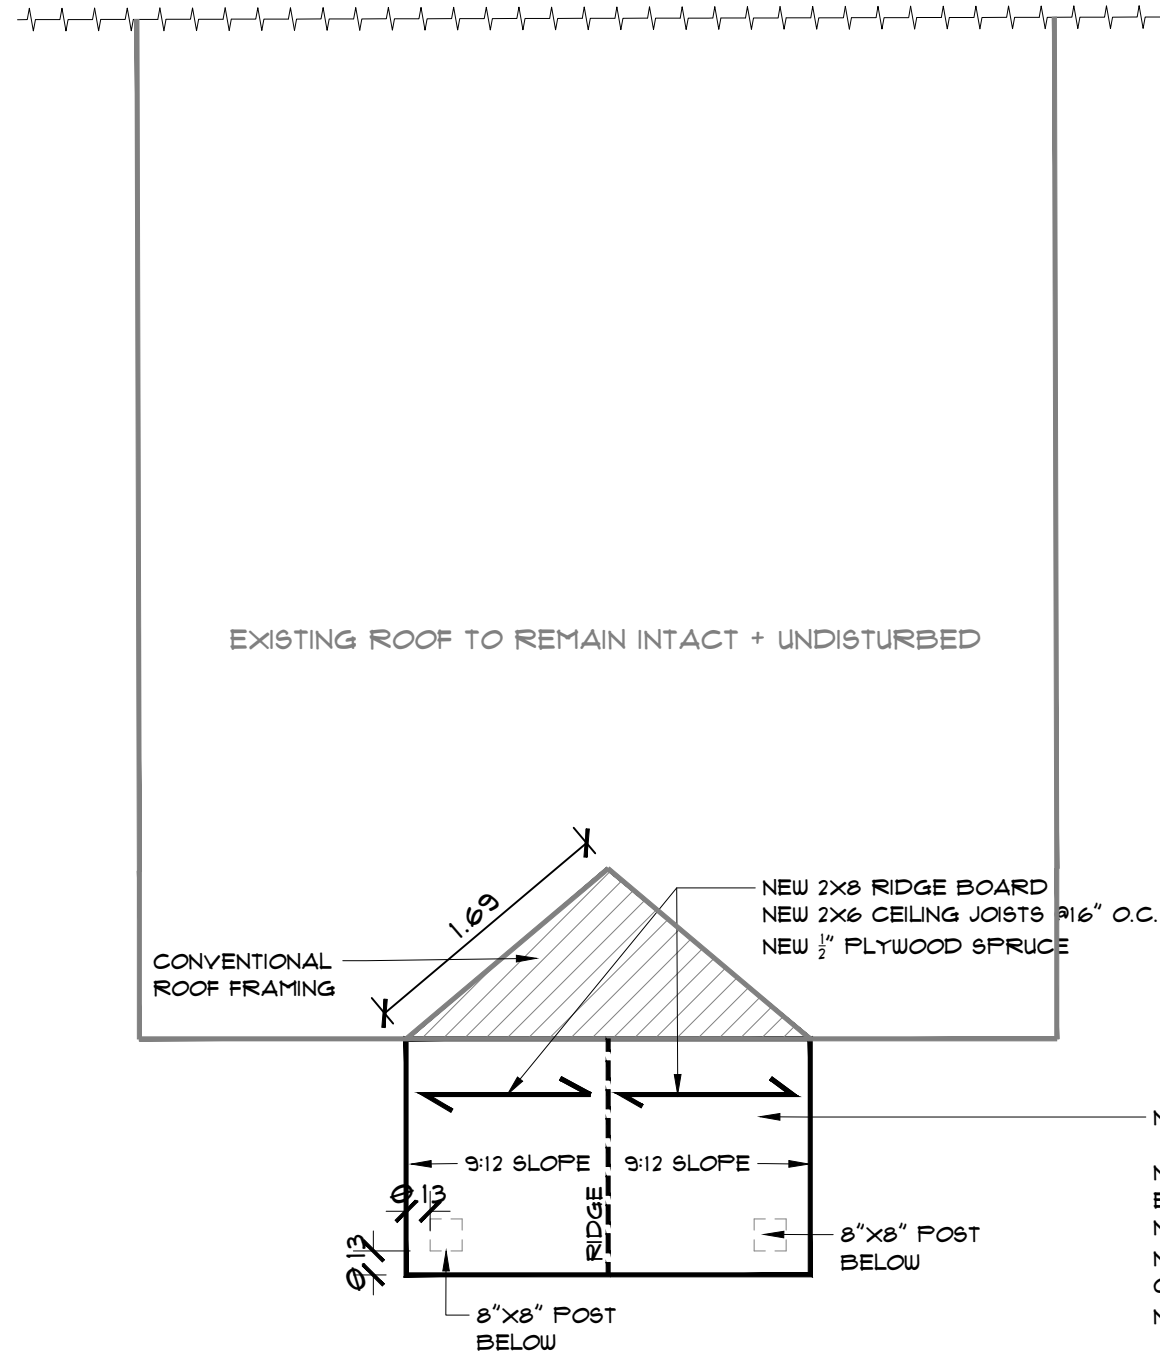 EXISTING ROOF TO REMAIN INTACT + UNDISTURBED
1.69
NEW 2X8 RIDGE BOARD
NEW 2X6 CEILING JOISTS @16" O.C.
NEW ½" PLYWOOD SPRUCE
CONVENTIONAL
ROOF FRAMING
9:12 SLOPE
9:12 SLOPE
RIDGE
0.13
0.13
8"X8" POST
BELOW
8"X8" POST
BELOW